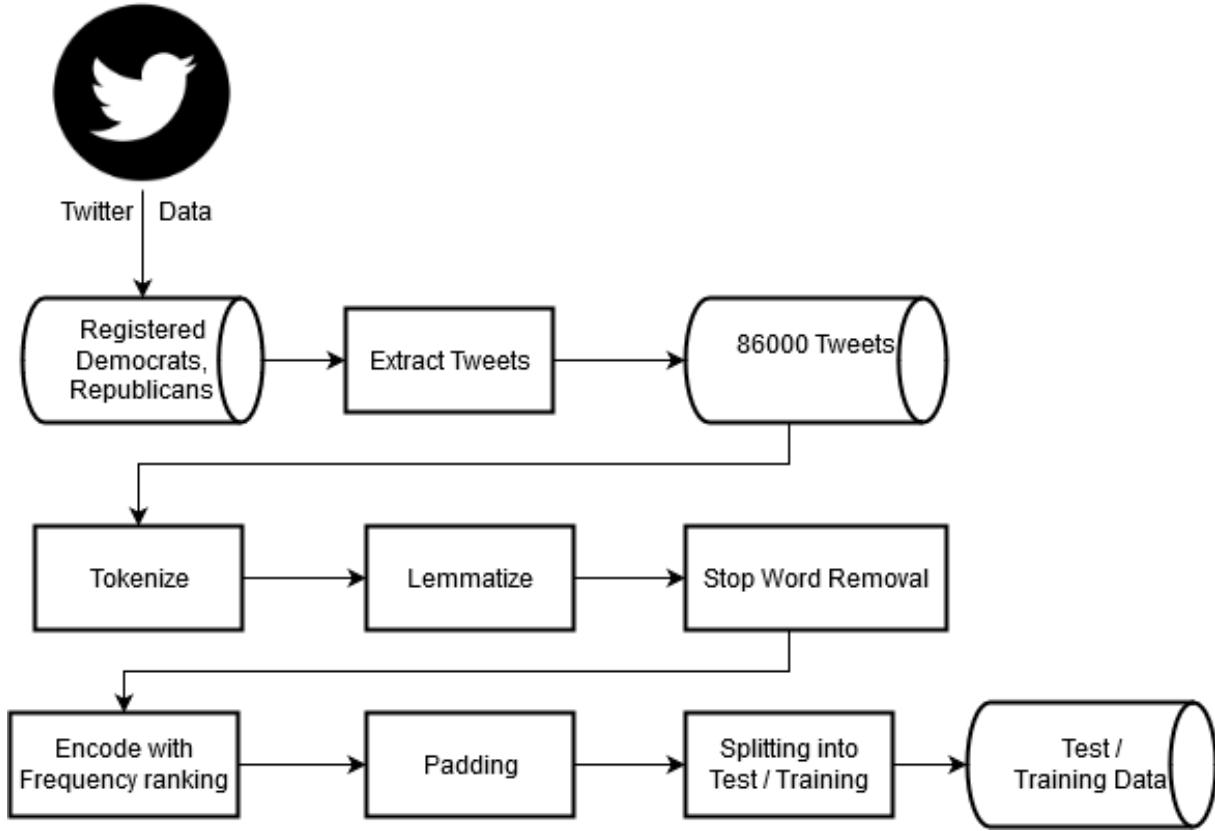 Twitter Data
Registered
Democrats,
Republicans
Extract Tweets
86000 Tweets
Tokenize
Lemmatize
Stop Word Removal
Encode with
Frequency ranking
Padding
Splitting into
Test / Training
Test /
Training Data